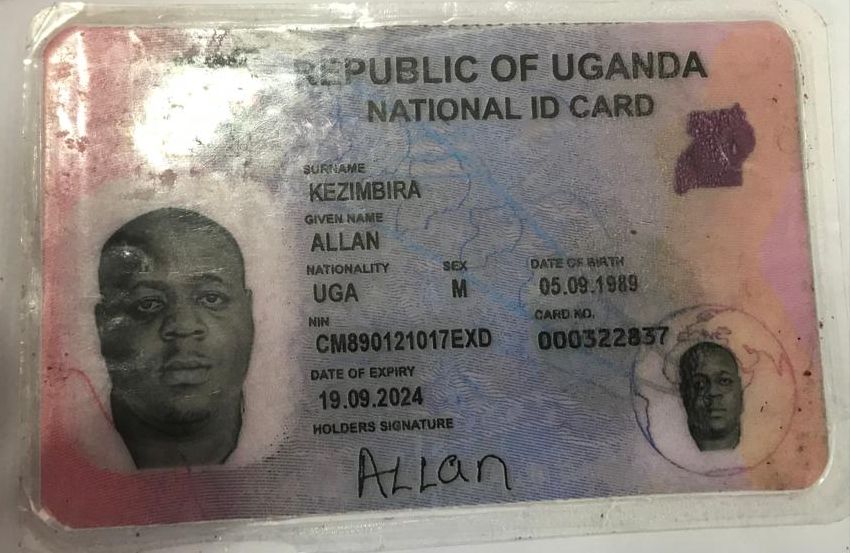 REPUBLIC OF UGANDA
NATIONAL ID CARD
SURNAME
KEZIMBIRA
GIVEN NAME
ALLAN
NATIONALITY SEX DATE OF BIRTH
UGA M 05.09.1989
NIN CARD NO.
CM890121017EXD 000322837
DATE OF EXPIRY
19.09.2024
HOLDERS SIGNATURE
ALLan